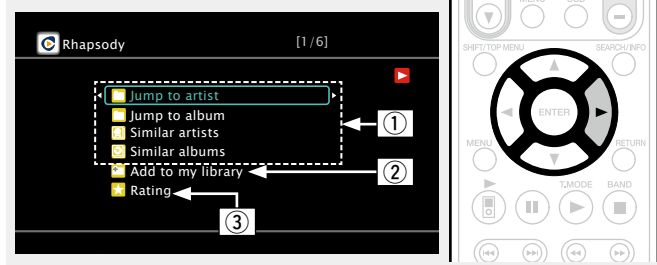 MENU
Rhapsody
[1/6]
SHIFT/TOP MENU
SEARCH/INFO
Jump to artist
Jump to album
Similar artists
Similar albums
Add to my library
Rating
1
2
3
ENTER
MENU
RETURN
T.MODE
BAND